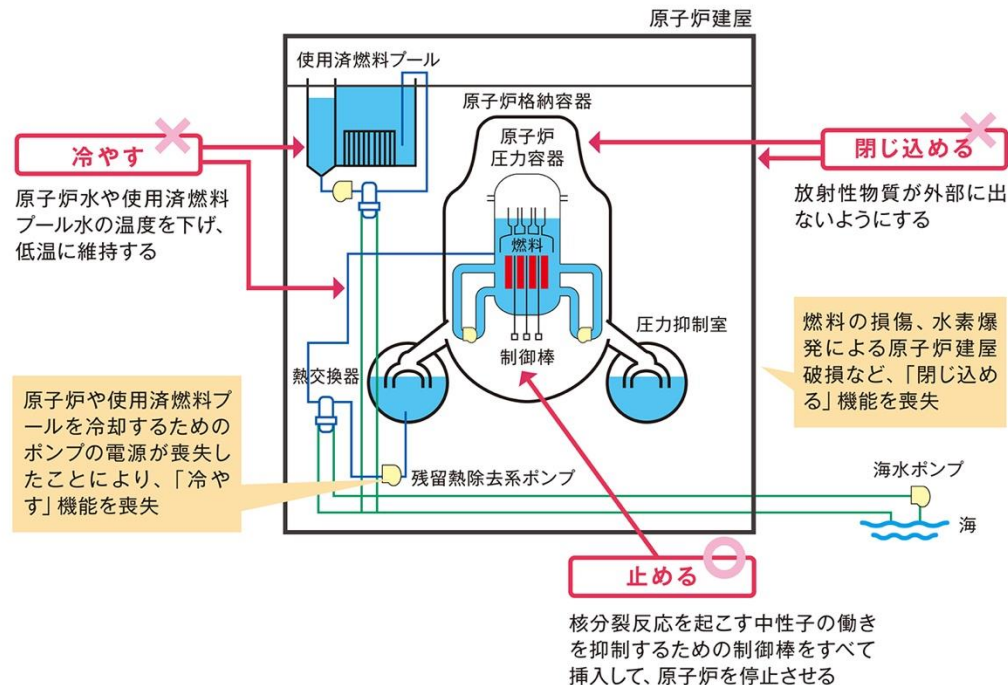 原子炉建屋
使用済燃料プール
原子炉格納容器
原子炉
圧力容器
冷やす
原子炉水や使用済燃料
プール水の温度を下げ、
低温に維持する
閉じ込める
放射性物質が外部に出
ないようにする
燃料
圧力抑制室
制御棒
熱交換器
燃料の損傷、水素爆
発による原子炉建屋
破損など、「閉じ込め
る」機能を喪失
原子炉や使用済燃料プ
ールを冷却するための
ポンプの電源が喪失し
たことにより、「冷や
す」機能を喪失
残留熱除去系ポンプ
海水ポンプ
海
止める
核分裂反応を起こす中性子の働き
を抑制するための制御棒をすべて
挿入して、原子炉を停止させる